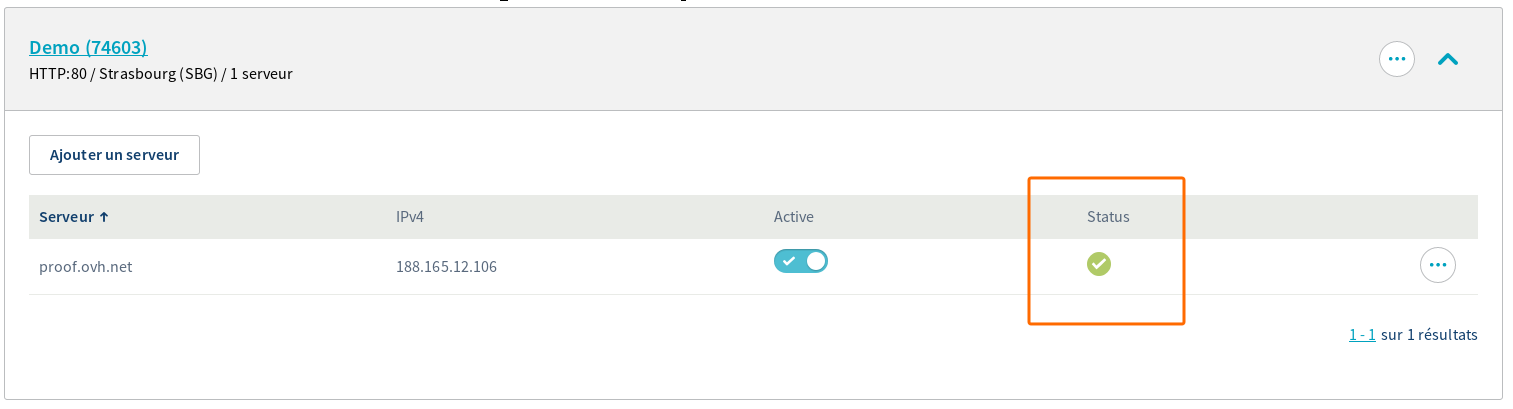 Demo (74603)
HTTP:80 / Strasbourg (SBG) / 1 serveur
Ajouter un serveur
Serveur ↑ IPv4 Active Status
proof.ovh.net 188.165.12.106
1 - 1 sur 1 résultats